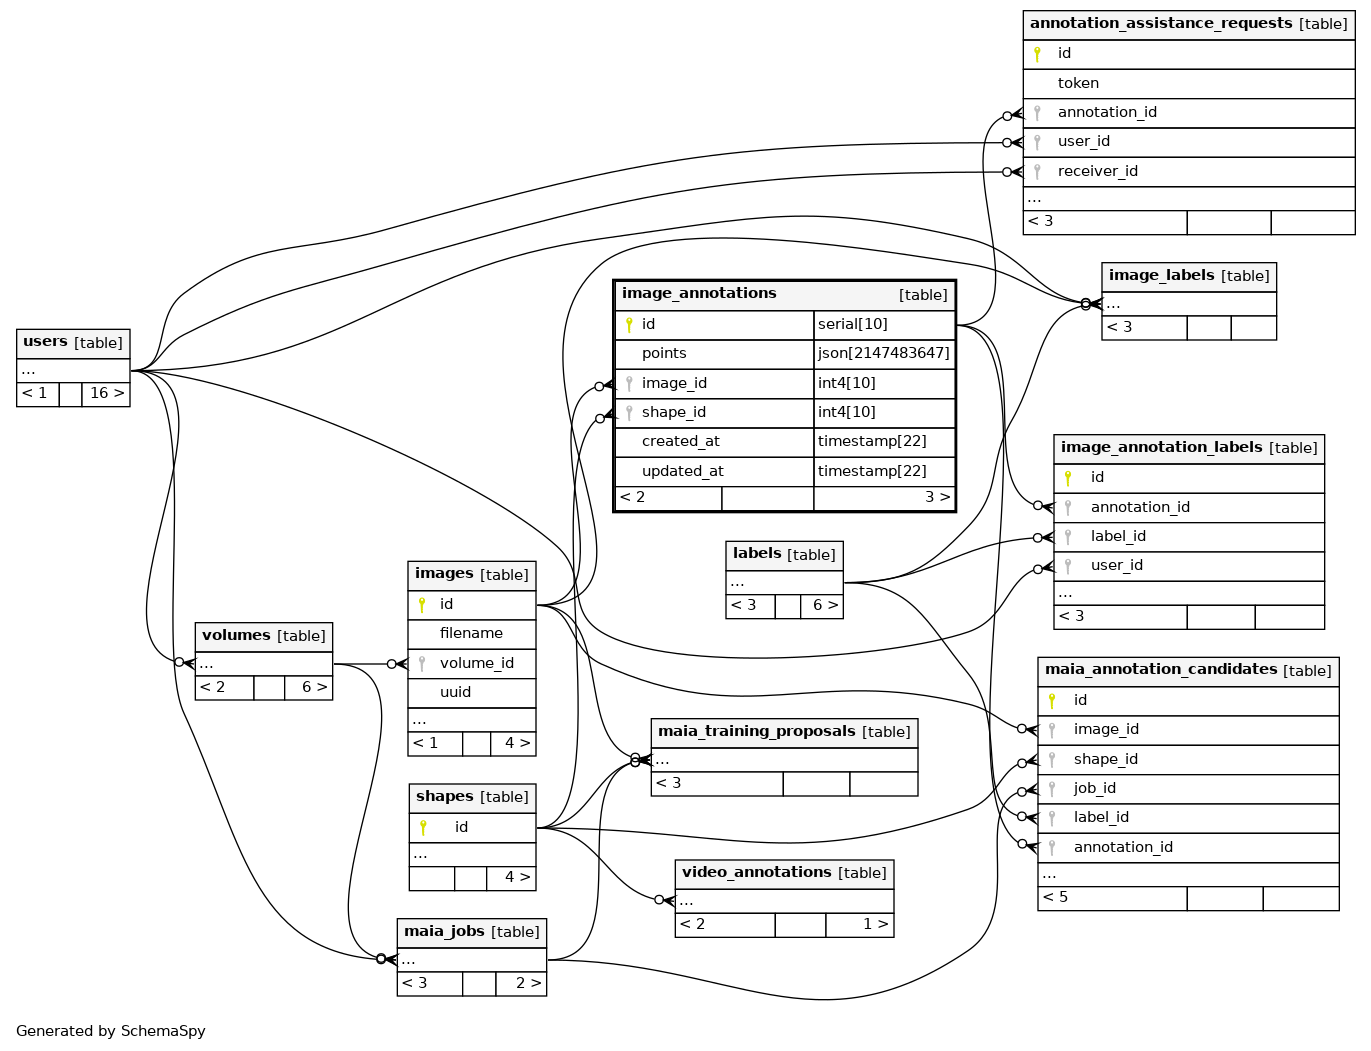 annotation_assistance_requests [table]
id
token
annotation_id
user_id
receiver_id
...
< 3
image_labels [table]
...
< 3
image_annotations [table]
id serial[10]
points json[2147483647]
image_id int4[10]
shape_id int4[10]
created_at timestamp[22]
updated_at timestamp[22]
< 2 3 >
users [table]
...
< 1 16 >
image_annotation_labels [table]
id
annotation_id
label_id
user_id
...
< 3
labels [table]
...
< 3 6 >
images [table]
id
filename
volume_id
uuid
...
< 1 4 >
volumes [table]
...
< 2 6 >
maia_annotation_candidates [table]
id
image_id
shape_id
job_id
label_id
annotation_id
...
< 5
maia_training_proposals [table]
...
< 3
shapes [table]
id
...
4 >
video_annotations [table]
...
< 2 1 >
maia_jobs [table]
...
< 3 2 >
Generated by SchemaSpy